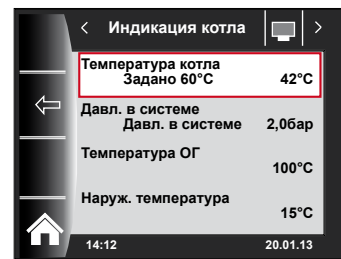 Индикация котла
Температура котла
Задано 60°C 42°C
Давл. в системе
Давл. в системе 2,0бар
Температура ОГ
100°C
Наруж. температура
15°C
14:12 20.01.13